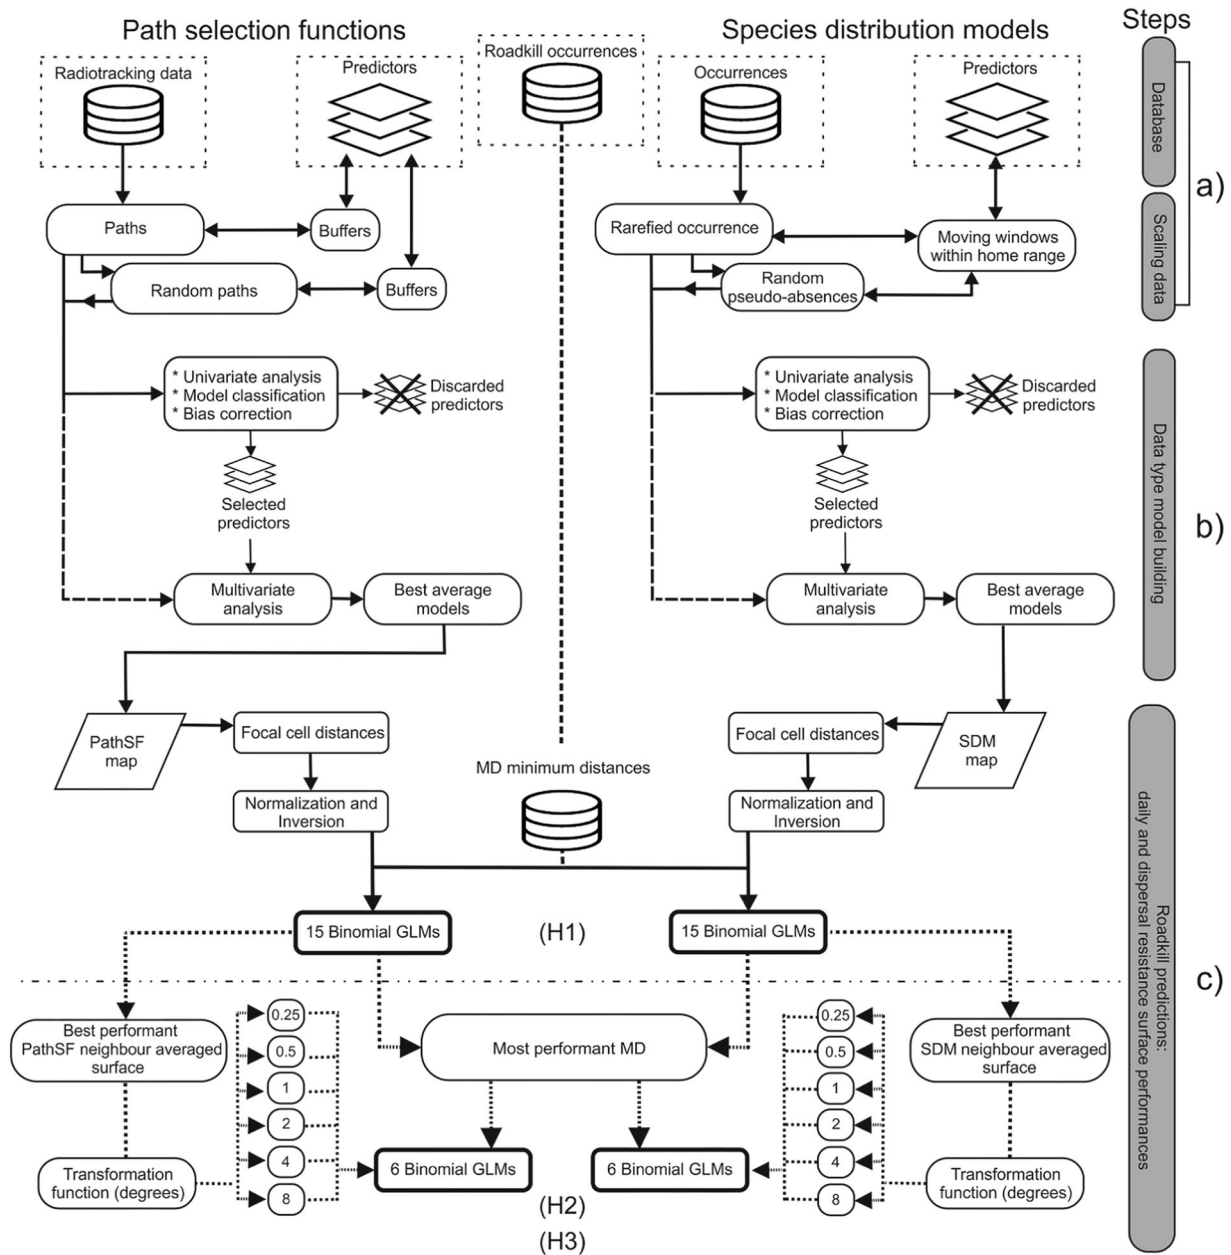 Path selection functions
Species distribution models
Steps
Radiotracking data
Predictors
Roadkill occurrences
Occurrences
Predictors
Database
a)
Paths
Buffers
Random paths
Buffers
Rarefied occurrence
Moving windows
within home range
Random
pseudo-absences
Scaling data
* Univariate analysis
* Model classification
* Bias correction
Discarded
predictors
Selected
predictors
Multivariate
analysis
Best average
models
* Univariate analysis
* Model classification
* Bias correction
Discarded
predictors
Selected
predictors
Multivariate
analysis
Best average
models
Data type model building
b)
PathSF
map
Focal cell distances
Normalization and
Inversion
MD minimum distances
Focal cell distances
Normalization and
Inversion
SDM
map
15 Binomial GLMs
(H1)
15 Binomial GLMs
Roadkill predictions:
daily and dispersal resistance surface performances
c)
Best performant
PathSF neighbour averaged
surface
Transformation
function (degrees)
0.25
0.5
1
2
4
8
Most performant MD
6 Binomial GLMs
6 Binomial GLMs
0.25
0.5
1
2
4
8
Best performant
SDM neighbour averaged
surface
Transformation
function (degrees)
(H2)
(H3)